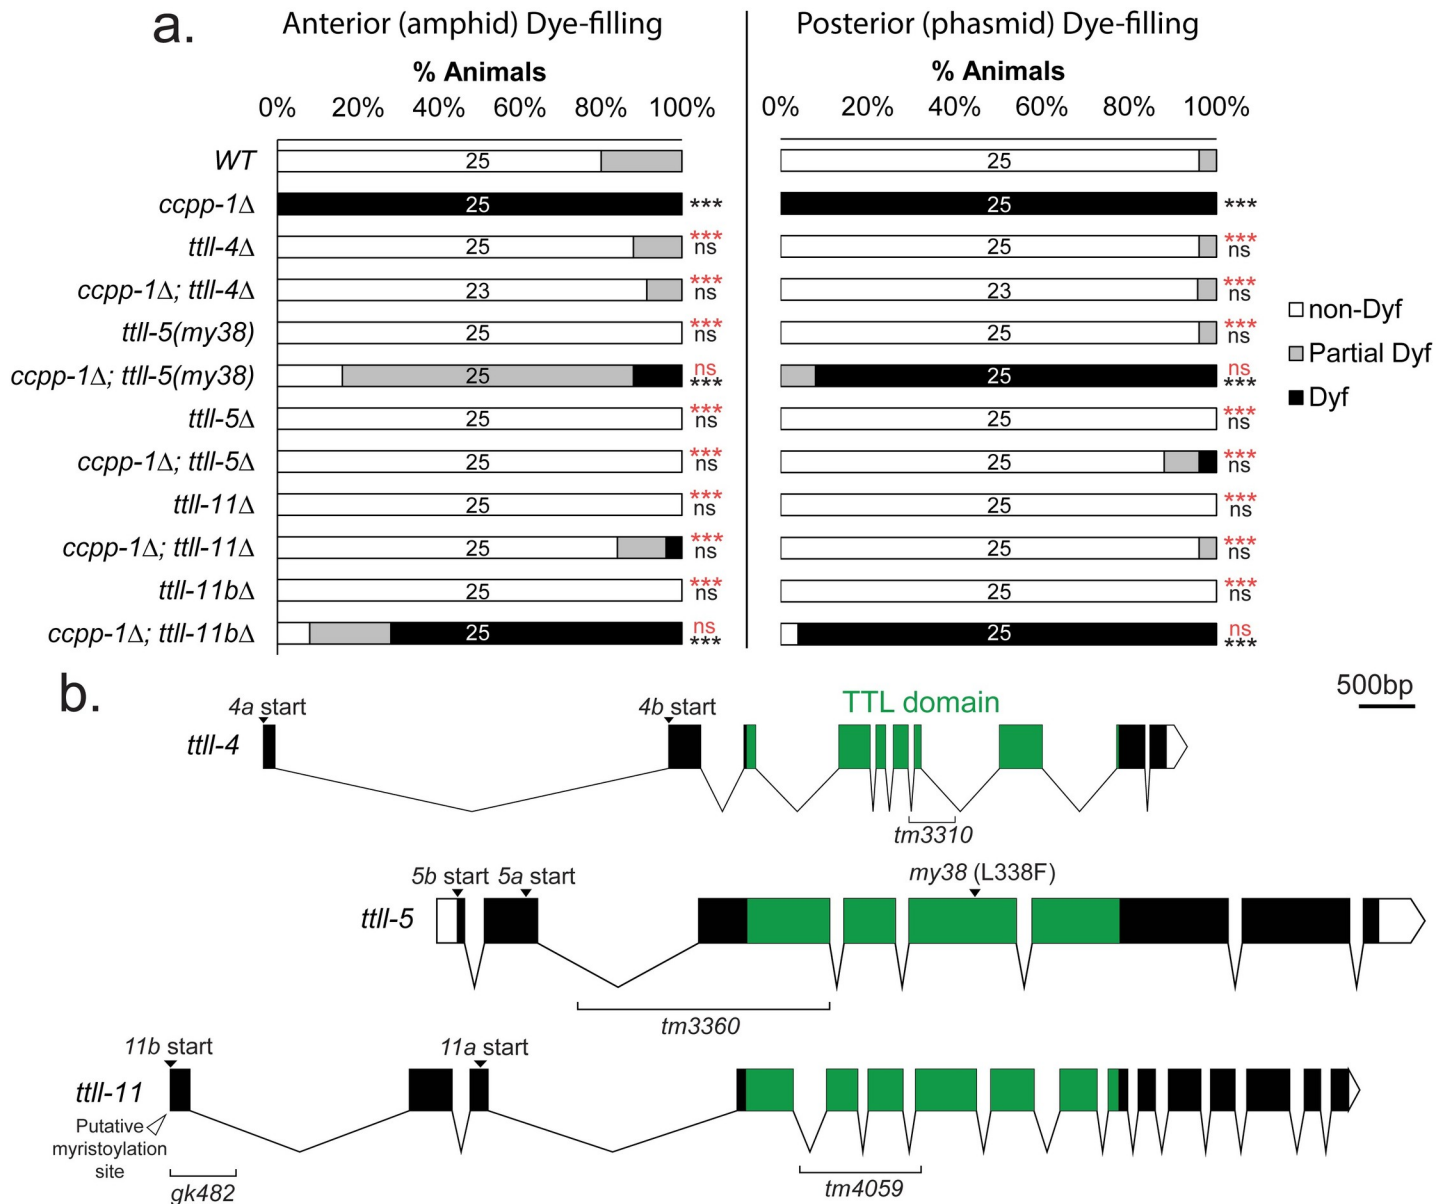 a.
Anterior (amphid) Dye-filling
Posterior (phasmid) Dye-filling
% Animals
% Animals
0% 20% 40% 60% 80% 100%
0% 20% 40% 60% 80% 100%
WT 25 25
ccpp-1Δ 25 *** 25 ***
ttll-4Δ 25 *** ns 25 *** ns
ccpp-1Δ; ttll-4Δ 23 *** ns 23 *** ns
ttll-5(my38) 25 *** ns 25 *** ns
ccpp-1Δ; ttll-5(my38) 25 ns *** 25 ns ***
ttll-5Δ 25 *** ns 25 *** ns
ccpp-1Δ; ttll-5Δ 25 *** ns 25 *** ns
ttll-11Δ 25 *** ns 25 *** ns
ccpp-1Δ; ttll-11Δ 25 *** ns 25 *** ns
ttll-11bΔ 25 *** ns 25 *** ns
ccpp-1Δ; ttll-11bΔ 25 ns *** 25 ns ***
non-Dyf
Partial Dyf
Dyf
b.
500bp
4a start 4b start TTL domain
ttll-4
tm3310
5b start 5a start my38 (L338F)
ttll-5
tm3360
11b start 11a start
ttll-11
Putative
myristoylation
site
gk482 tm4059